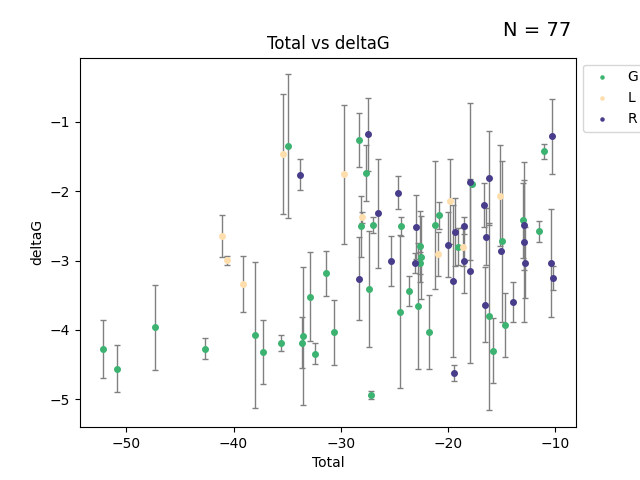 N = 77
Total vs deltaG
G
L
R
−1
−2
−3
−4
−5
deltaG
−50 −40 −30 −20 −10
Total